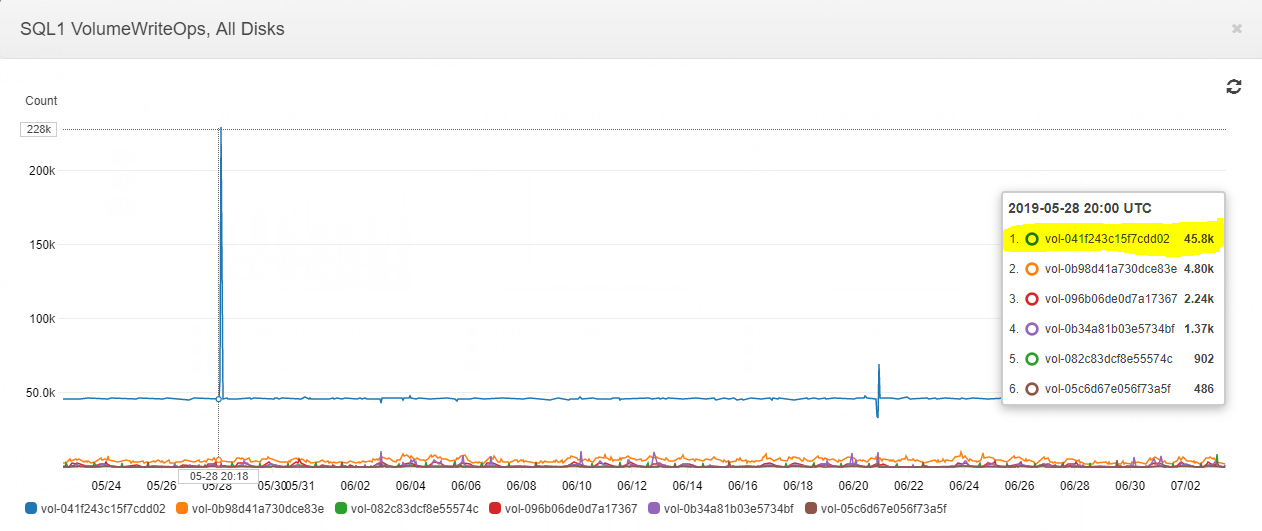 SQL1 VolumeWriteOps, All Disks ×
Count
228k
200k
150k
100k
50.0k
2019-05-28 20:00 UTC
1. vol-041f243c15f7cdd02 45.8k
2. vol-0b98d41a730dce83e 4.80k
3. vol-096b06de0d7a17367 2.24k
4. vol-0b34a81b03e5734bf 1.37k
5. vol-082c83dcf8e55574c 902
6. vol-05c6d67e056f73a5f 486
05-28 20:18
05/24 05/26 05/28 05/30 05/31 06/02 06/04 06/06 06/08 06/10 06/12 06/14 06/16 06/18 06/20 06/22 06/24 06/26 06/28 06/30 07/02
vol-041f243c15f7cdd02 vol-0b98d41a730dce83e vol-082c83dcf8e55574c vol-096b06de0d7a17367 vol-0b34a81b03e5734bf vol-05c6d67e056f73a5f